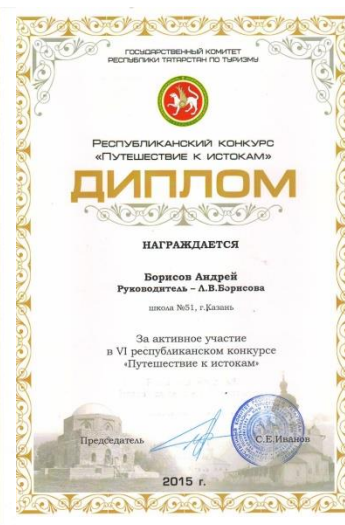 ГОСУДАРСТВЕННЫЙ КОМИТЕТ
РЕСПУБЛИКИ ТАТАРСТАН ПО ТУРИЗМУ
РЕСПУБЛИКАНСКИЙ КОНКУРС
«ПУТЕШЕСТВИЕ К ИСТОКАМ»
ДИПЛОМ
НАГРАЖДАЕТСЯ
Борисов Андрей
Руководитель – Л.В.Борисова
школа №51, г.Казань
За активное участие
в VI республиканском конкурсе
«Путешествие к истокам»
Председатель
С.Е.Иванов
2015 г.